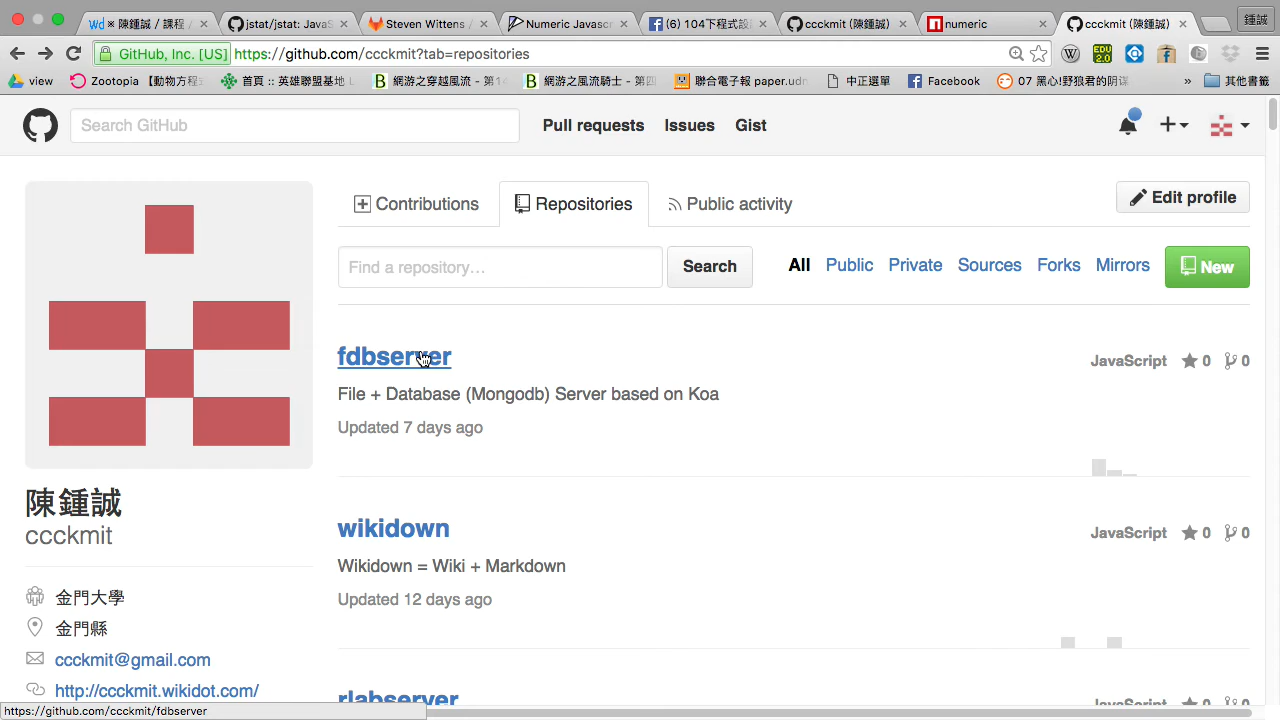 陳鍾誠 / 課程
jstat/jstat: JavaS
Steven Wittens /
Numeric Javascr
(6) 104下程式設
ccckmit (陳鍾誠)
numeric
ccckmit (陳鍾誠)
鍾誠
GitHub, Inc. [US]
https://github.com/ccckmit?tab=repositories
view
Zootopia 【動物方程
首頁 :: 英雄聯盟基地
網游之穿越風流 - 第1
網游之風流騎士 - 第四
聯合電子報 paper.udn
中正選單
Facebook
07 黑心!野狼君的阴谋
»
其他書籤
Search GitHub
Pull requests
Issues
Gist
Contributions
Repositories
Public activity
Edit profile
Find a repository…
Search
All
Public
Private
Sources
Forks
Mirrors
New
fdbserver
JavaScript
0
0
File + Database (Mongodb) Server based on Koa
Updated 7 days ago
wikidown
JavaScript
0
0
Wikidown = Wiki + Markdown
Updated 12 days ago
rlabserver
JavaScript
0
0
陳鍾誠
ccckmit
金門大學
金門縣
ccckmit@gmail.com
http://ccckmit.wikidot.com/
https://github.com/ccckmit/fdbserver